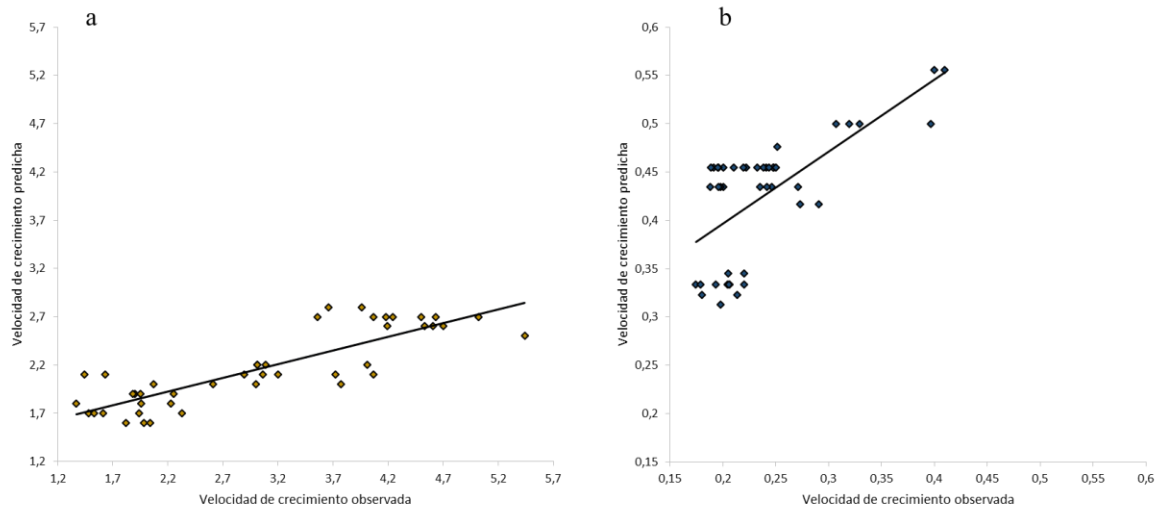 a
5,7
5,2
4,7
4,2
3,7
3,2
2,7
2,2
1,7
1,2
Velocidad de crecimiento predicha
1,2 1,7 2,2 2,7 3,2 3,7 4,2 4,7 5,2 5,7
Velocidad de crecimiento observada
b
0,6
0,55
0,5
0,45
0,4
0,35
0,3
0,25
0,2
0,15
Velocidad de crecimiento predicha
0,15 0,2 0,25 0,3 0,35 0,4 0,45 0,5 0,55 0,6
Velocidad de crecimiento observada